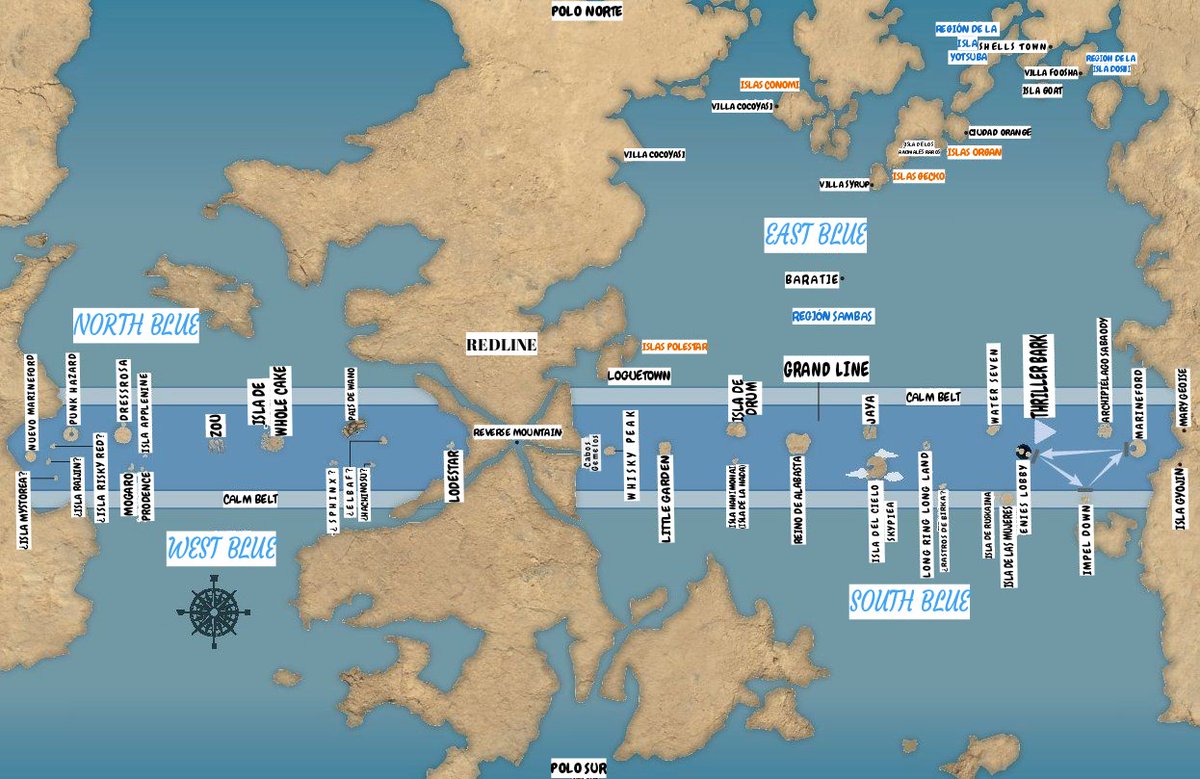 POLO NORTE
REGIÓN DE LA
ISLA
YOTSUBA
SHELLS TOWN
REGION DE LA
ISLA DOSHI
VILLA FOOSHA
ISLA GOAT
ISLAS CONOMI
VILLA COCOYASI
CIUDAD ORANGE
ISLA DE LOS
ANIMALES RAROS
ISLAS ORGAN
VILLA COCOYASI
ISLAS GECKO
VILLA SYRUP
EAST BLUE
BARATIE
REGIÓN SAMBAS
NORTH BLUE
REDLINE
ISLAS POLESTAR
LOGUETOWN
GRAND LINE
CALM BELT
NUEVO MARINEFORD
PUNK HAZARD
DRESSROSA
ISLA APPLENINE
ZOU
ISLA DE
WHOLE CAKE
PAIS DE WANO
REVERSE MOUNTAIN
Cabos
Gemelos
WHISKY PEAK
ISLA DE
DRUM
JAYA
WATER SEVEN
THRILLER BARK
ARCHIPIELAGO SABAODY
MARINEFORD
MARY GEOISE
¿ISLA MYSTOREA?
¿ISLA RAIJIN?
¿ISLA RISKY RED?
MOGARO
PRODENCE
CALM BELT
¿SPHINX?
¿ELBAF?
¿HACHINOSU?
LODESTAR
LITTLE GARDEN
ISLA NANIMONAI
(ISLA DE LA NADA)
REINO DE ALABASTA
ISLA DEL CIELO
SKYPIEA
LONG RING LONG LAND
¿RASTROS DE BIRKA?
ISLA DE RUSKAINA
ISLA DE LAS MUJERES
ENIES LOBBY
IMPEL DOWN
ISLA GYOJIN
WEST BLUE
SOUTH BLUE
POLO SUR